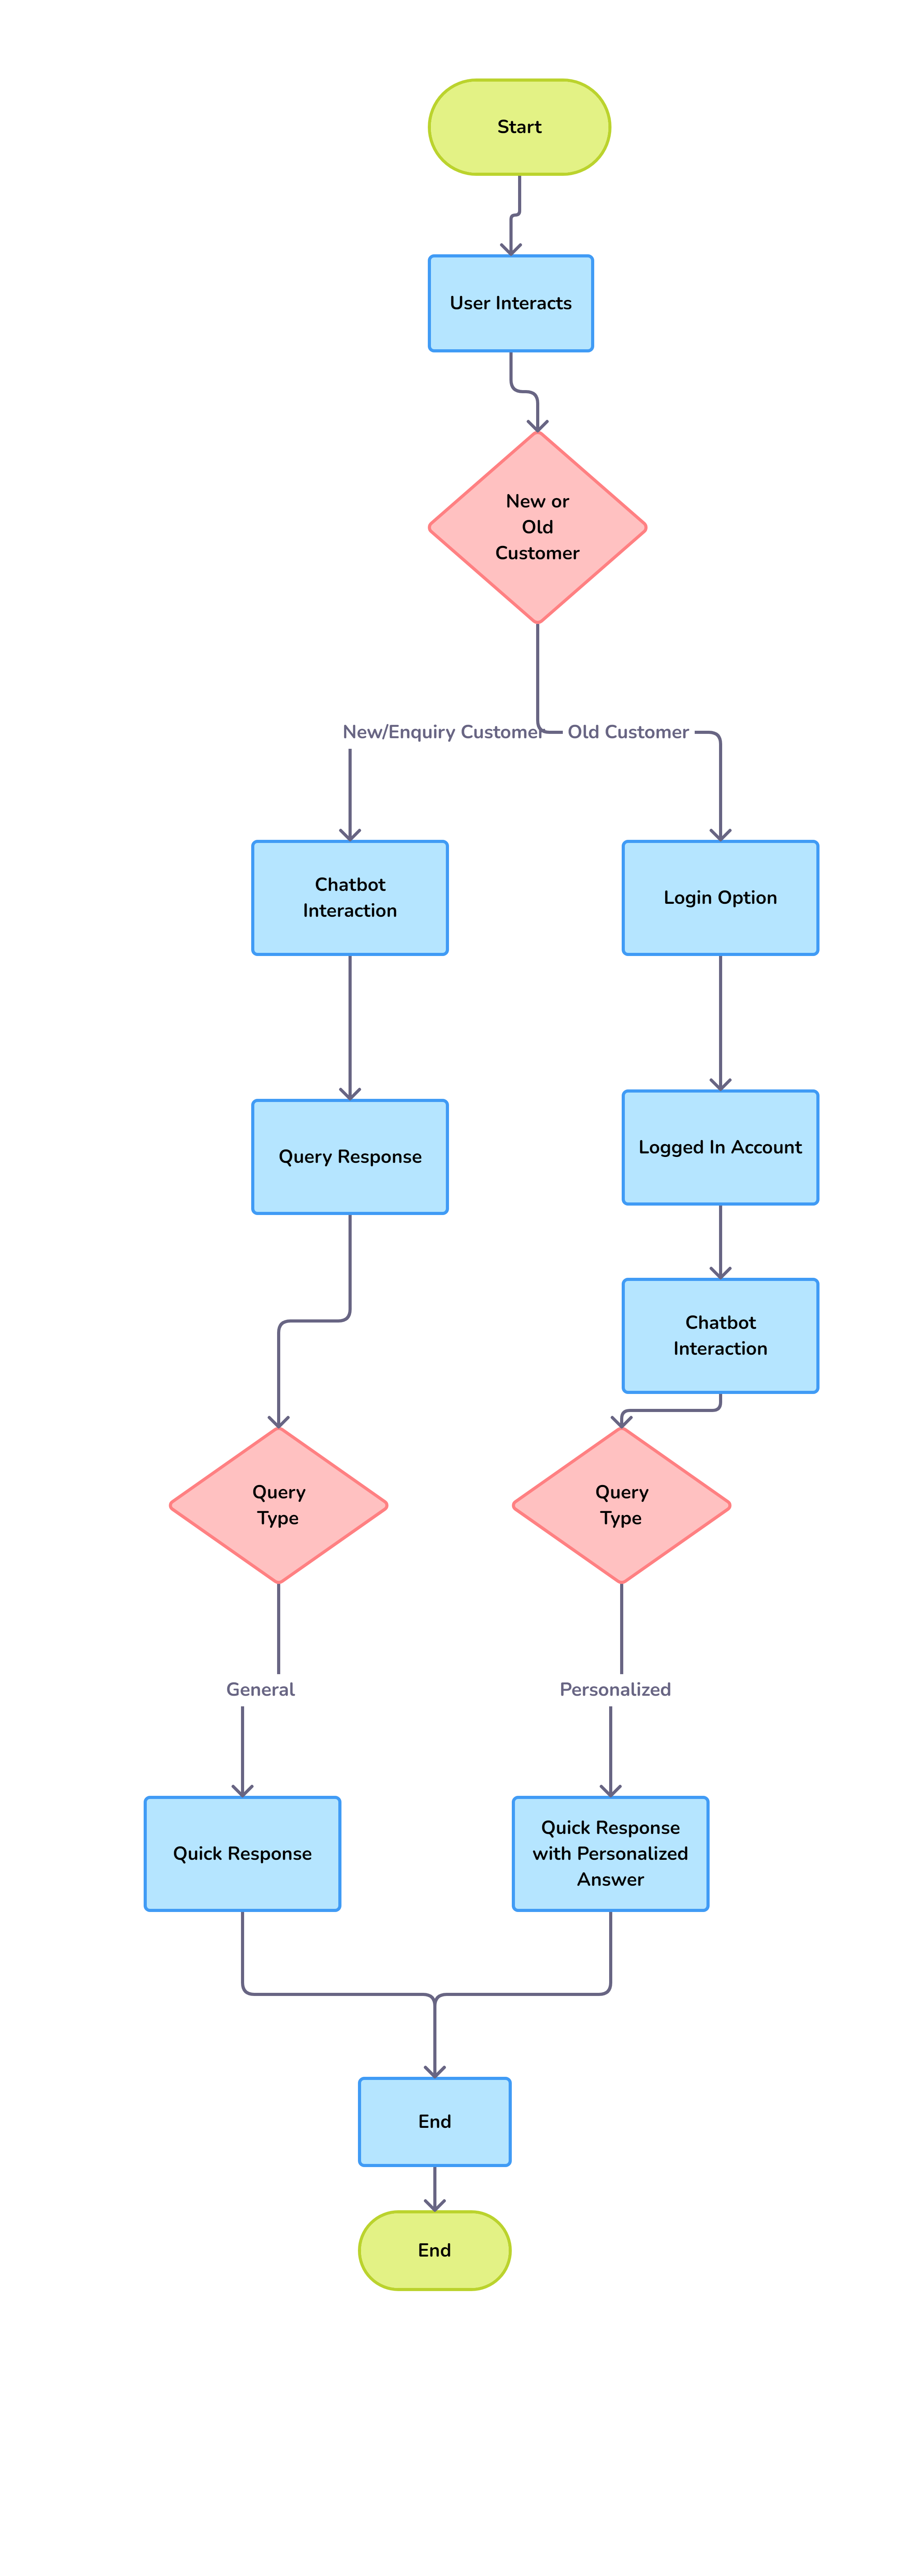 Start
User Interacts
New or
Old
Customer
New/Enquiry Customer
Old Customer
Chatbot
Interaction
Login Option
Query Response
Logged In Account
Chatbot
Interaction
Query
Type
Query
Type
General
Personalized
Quick Response
Quick Response
with Personalized
Answer
End
End